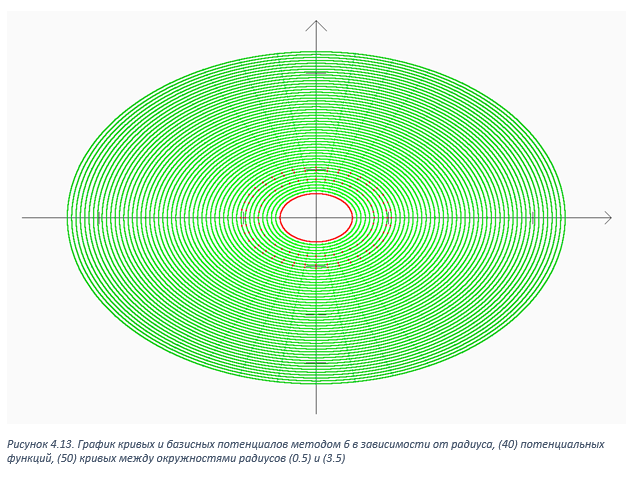 Рисунок 4.13. График кривых и базисных потенциалов методом 6 в зависимости от радиуса, (40) потенциальных
функций, (50) кривых между окружностями радиусов (0.5) и (3.5)